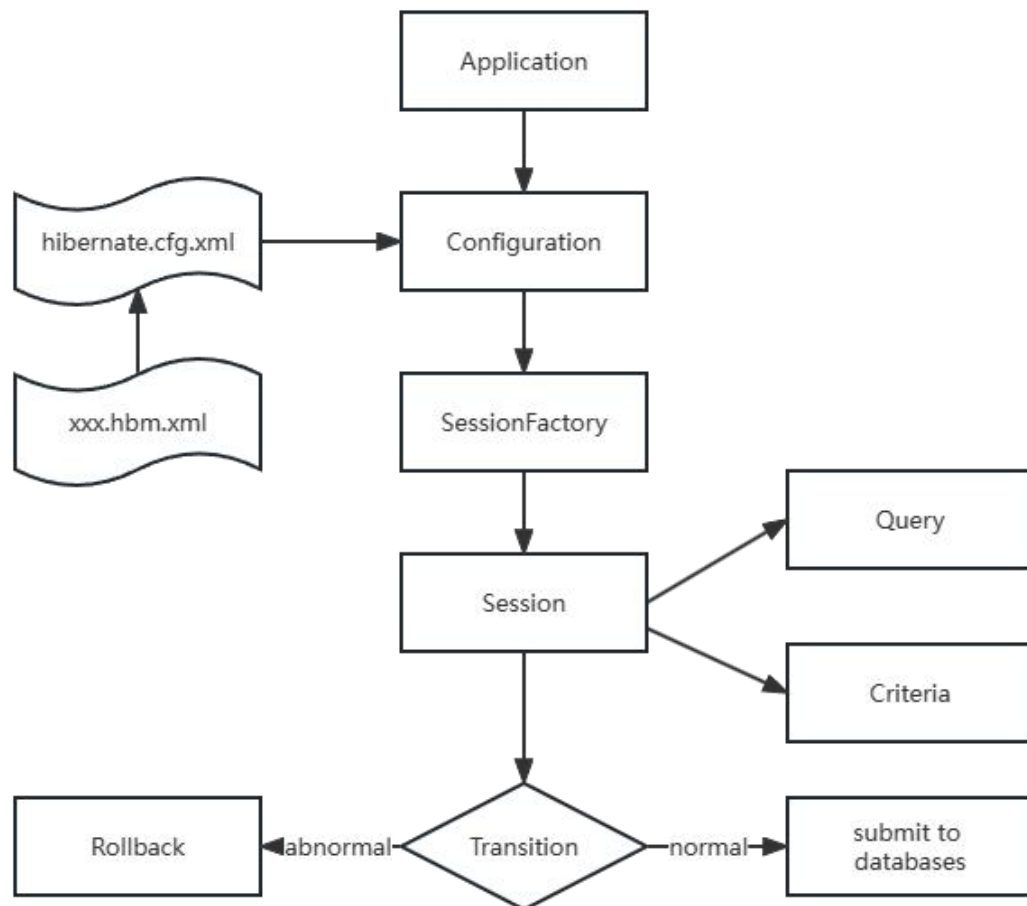 Application
hibernate.cfg.xml
Configuration
xxx.hbm.xml
SessionFactory
Query
Session
Criteria
Rollback
abnormal
Transition
normal
submit to
databases